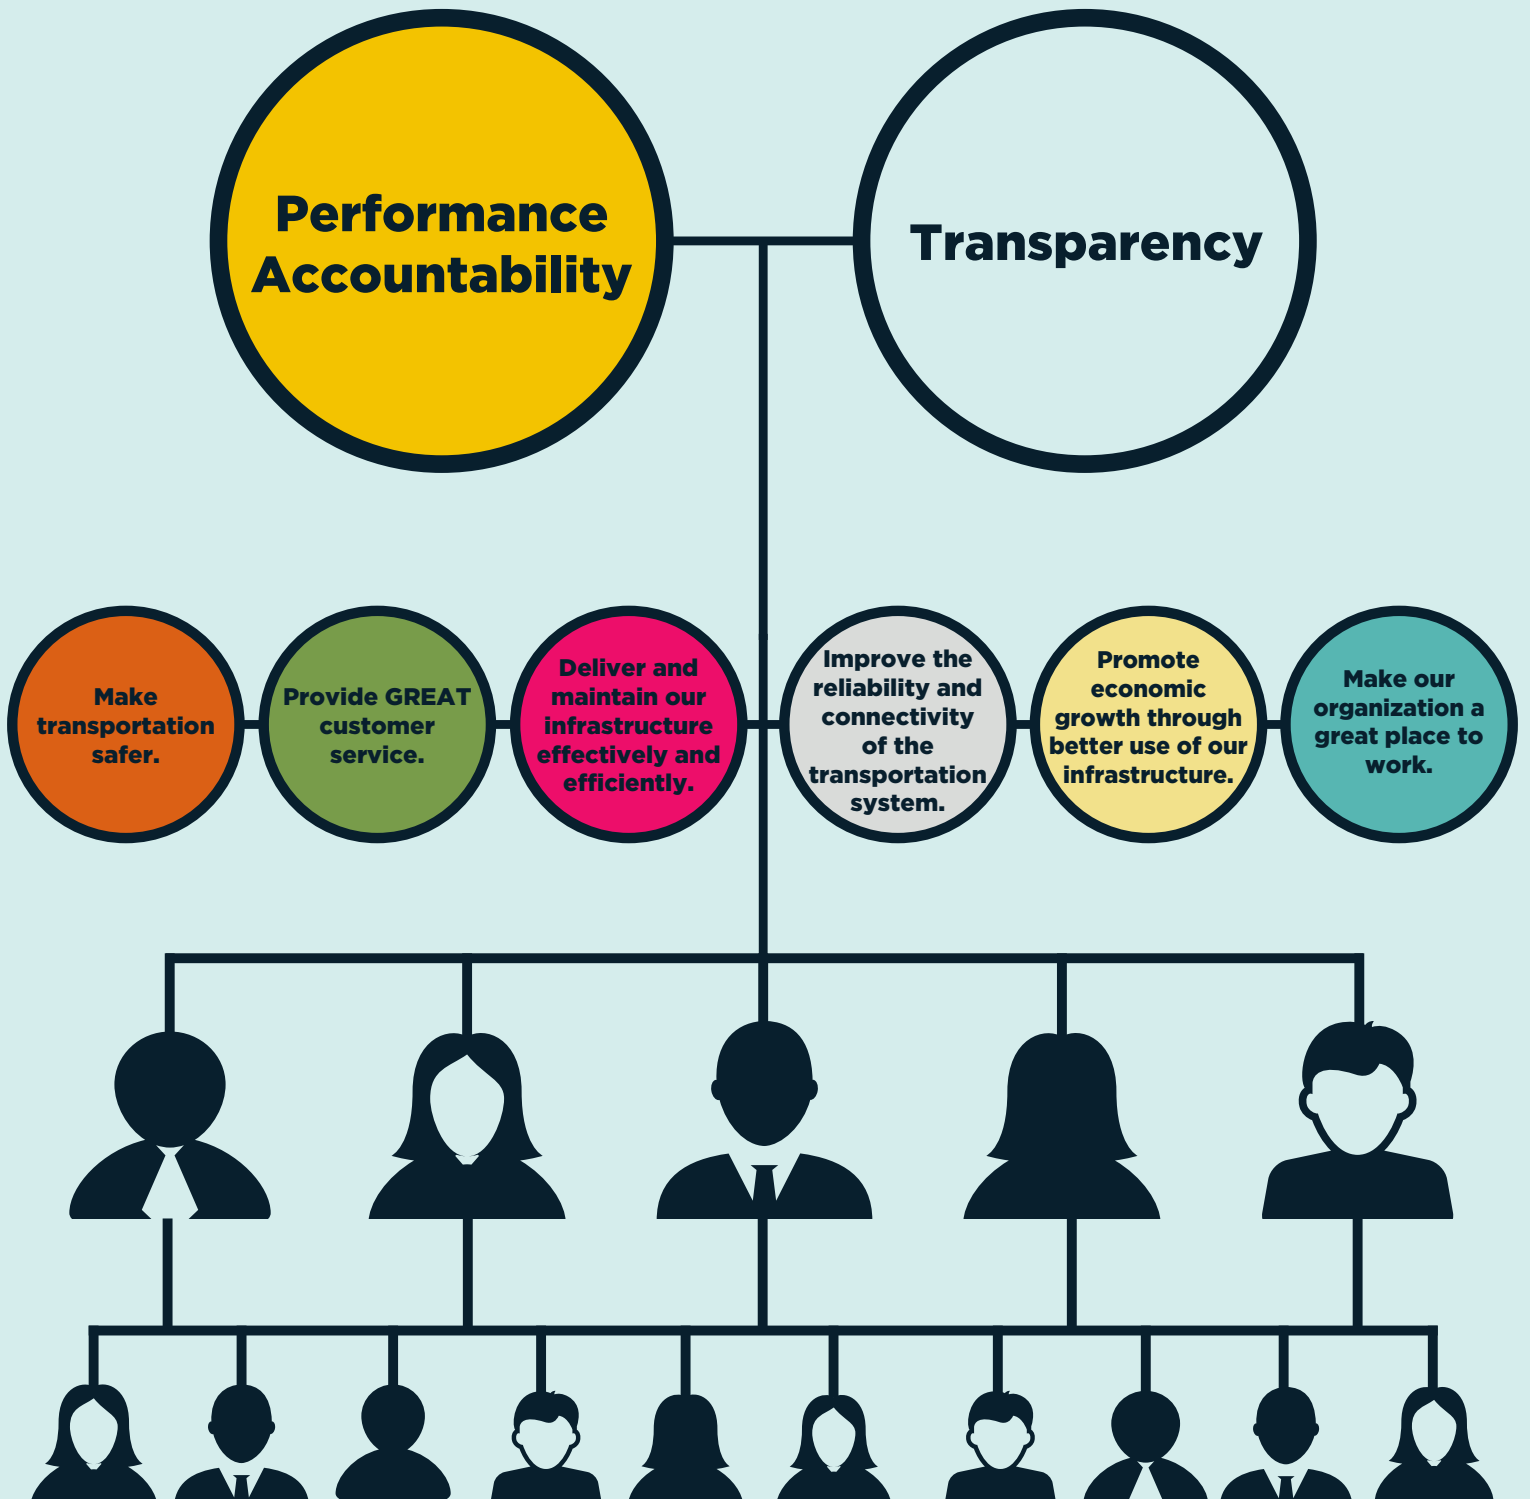 Performance
Accountability
Transparency
Make
transportation
safer.
Provide GREAT
customer
service.
Deliver and
maintain our
infrastructure
effectively and
efficiently.
Improve the
reliability and
connectivity
of the
transportation
system.
Promote
economic
growth through
better use of our
infrastructure.
Make our
organization a
great place to
work.